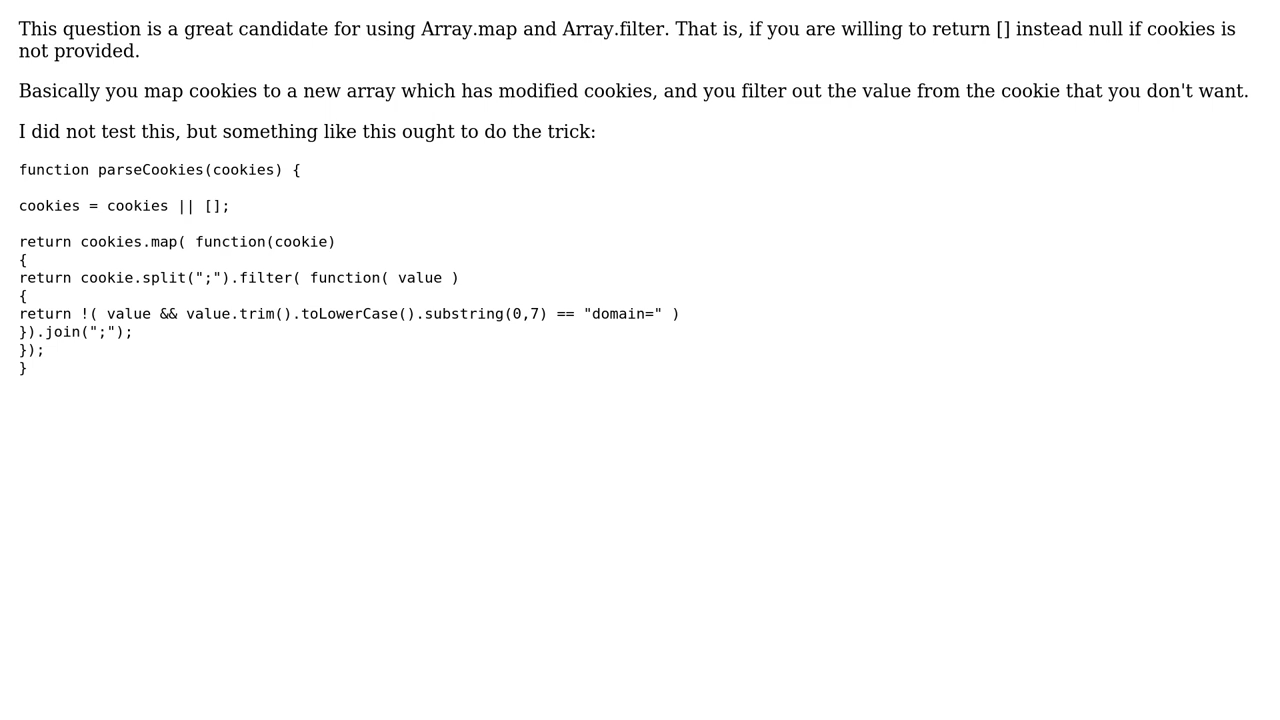 This question is a great candidate for using Array.map and Array.filter. That is, if you are willing to return [] instead null if cookies is
not provided.
Basically you map cookies to a new array which has modified cookies, and you filter out the value from the cookie that you don't want.
I did not test this, but something like this ought to do the trick:
function parseCookies(cookies) {
cookies = cookies || [];
return cookies.map( function(cookie)
{
return cookie.split(";").filter( function( value )
{
return !( value && value.trim().toLowerCase().substring(0,7) == "domain=" )
}).join(";");
});
}